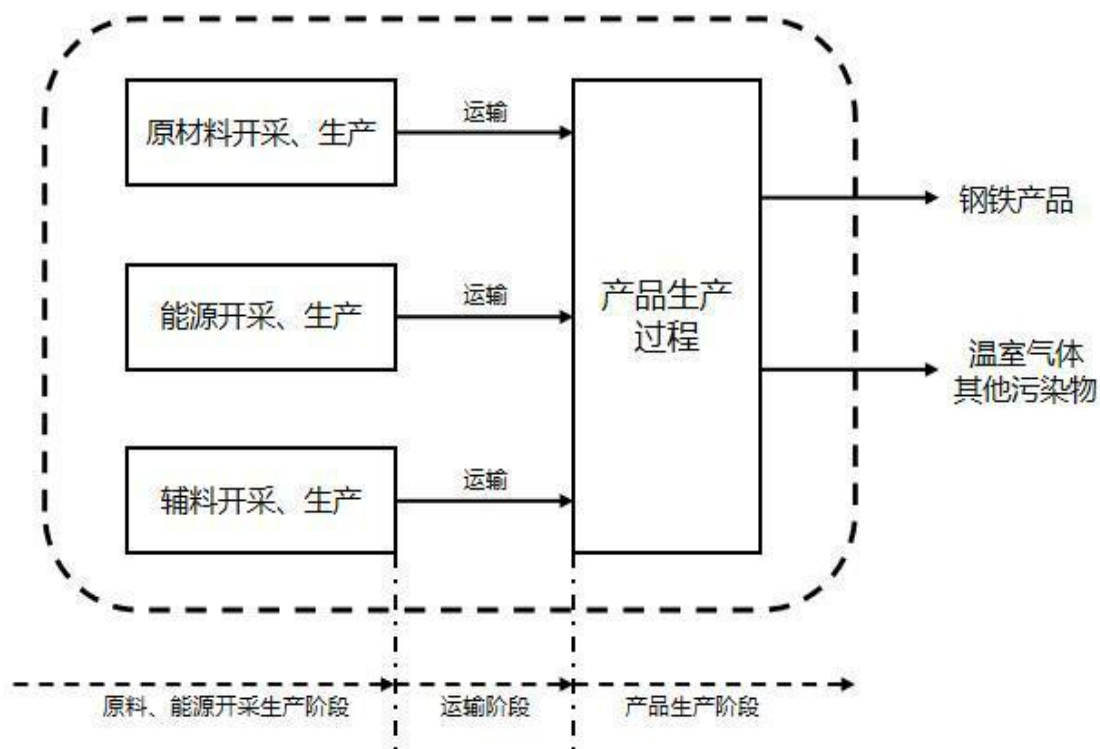 原材料开采、生产
运输
能源开采、生产
运输
辅料开采、生产
运输
产品生产
过程
钢铁产品
温室气体
其他污染物
原料、能源开采生产阶段
运输阶段
产品生产阶段